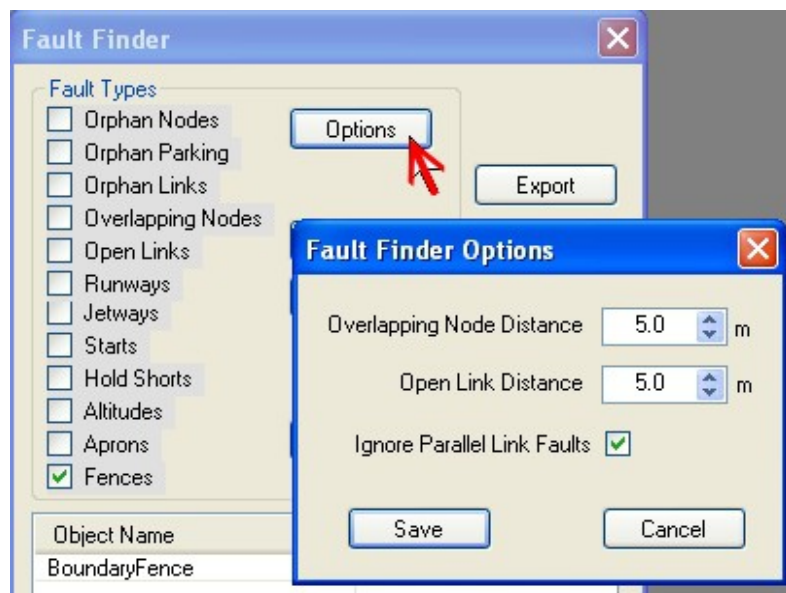 Fault Finder
Fault Types
Orphan Nodes
Options
Orphan Parking
Orphan Links
Export
Overlapping Nodes
Open Links
Runways
Jetways
Starts
Hold Shorts
Altitudes
Aprons
Fences
Object Name
BoundaryFence
Fault Finder Options
Overlapping Node Distance 5.0 m
Open Link Distance 5.0 m
Ignore Parallel Link Faults
Save Cancel